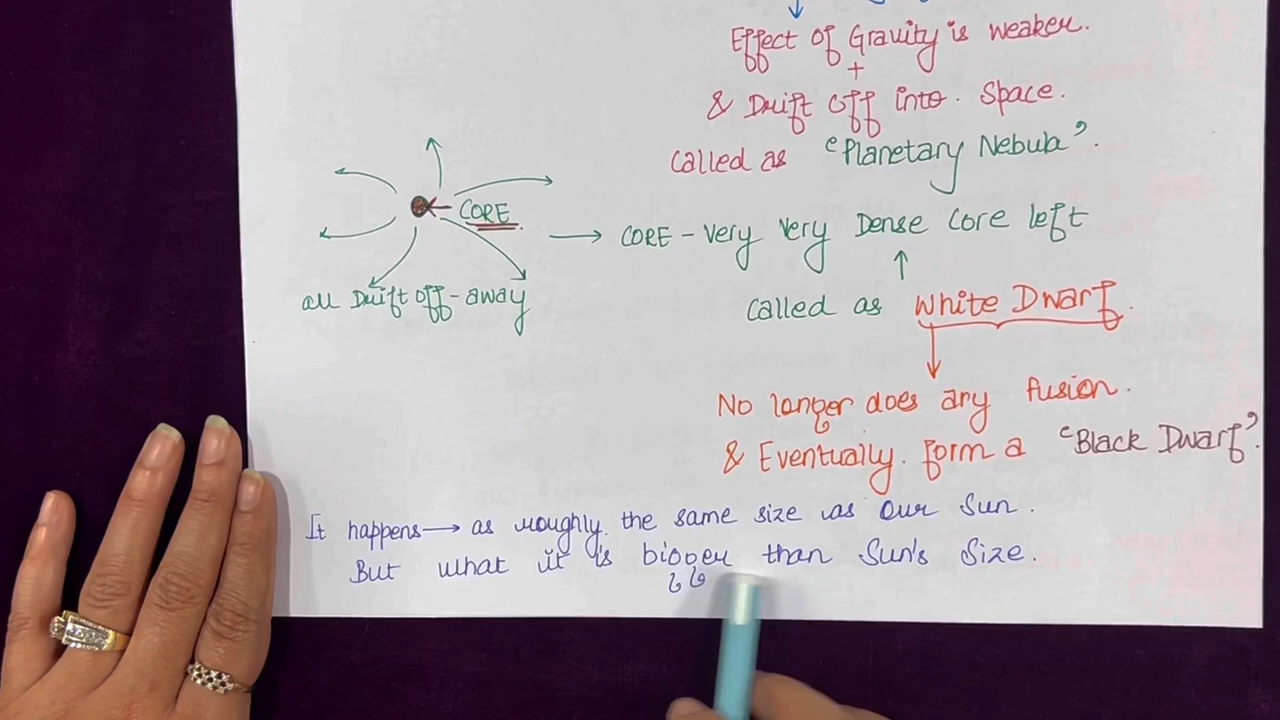 Effect of Gravity is weaker.
+
& Drift off into. Space.
called as "Planetary Nebula".
CORE
all Drift off-away
CORE - very very Dense core left
called as White Dwarf.
No longer does any fusion.
& Eventually. form a "Black Dwarf".
It happens → as roughly. the same size as our Sun.
But what it is bigger than Sun's Size.